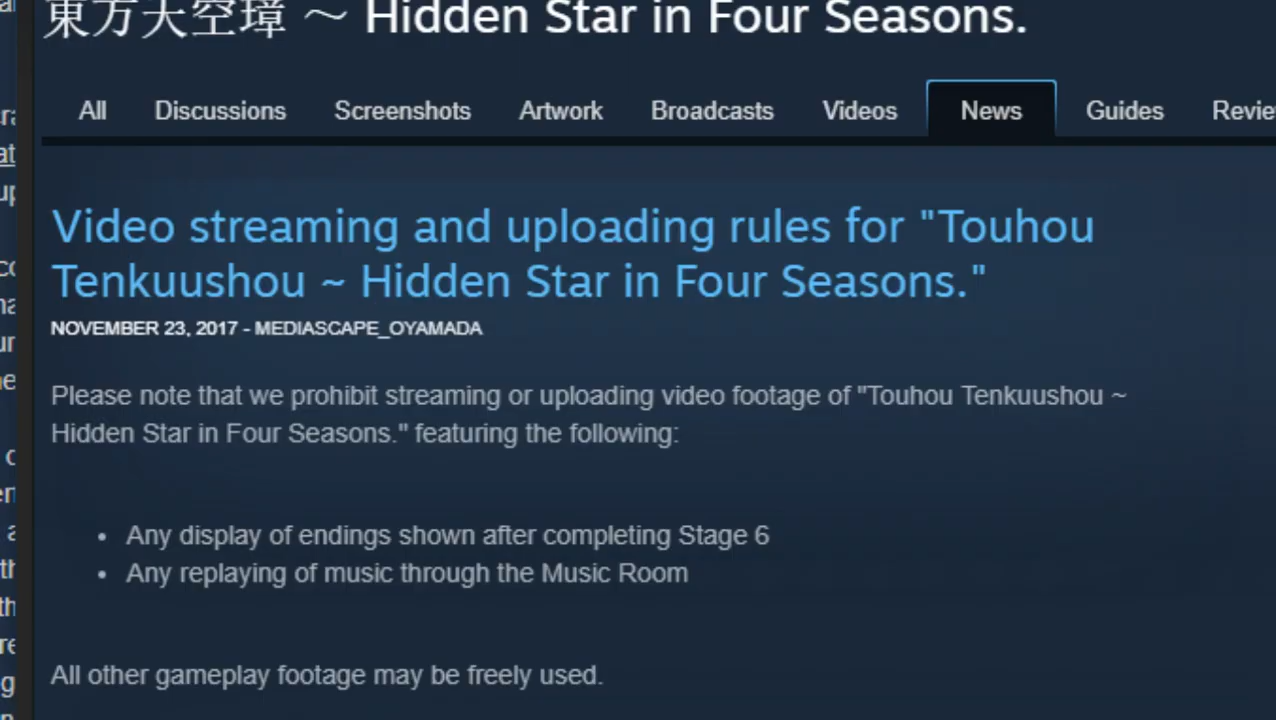 東方天空璋 ～ Hidden Star in Four Seasons.
All Discussions Screenshots Artwork Broadcasts Videos News Guides
Video streaming and uploading rules for "Touhou
Tenkuushou ~ Hidden Star in Four Seasons."
NOVEMBER 23, 2017 - MEDIASCAPE_OYAMADA
Please note that we prohibit streaming or uploading video footage of "Touhou Tenkuushou ~
Hidden Star in Four Seasons." featuring the following:
• Any display of endings shown after completing Stage 6
• Any replaying of music through the Music Room
All other gameplay footage may be freely used.